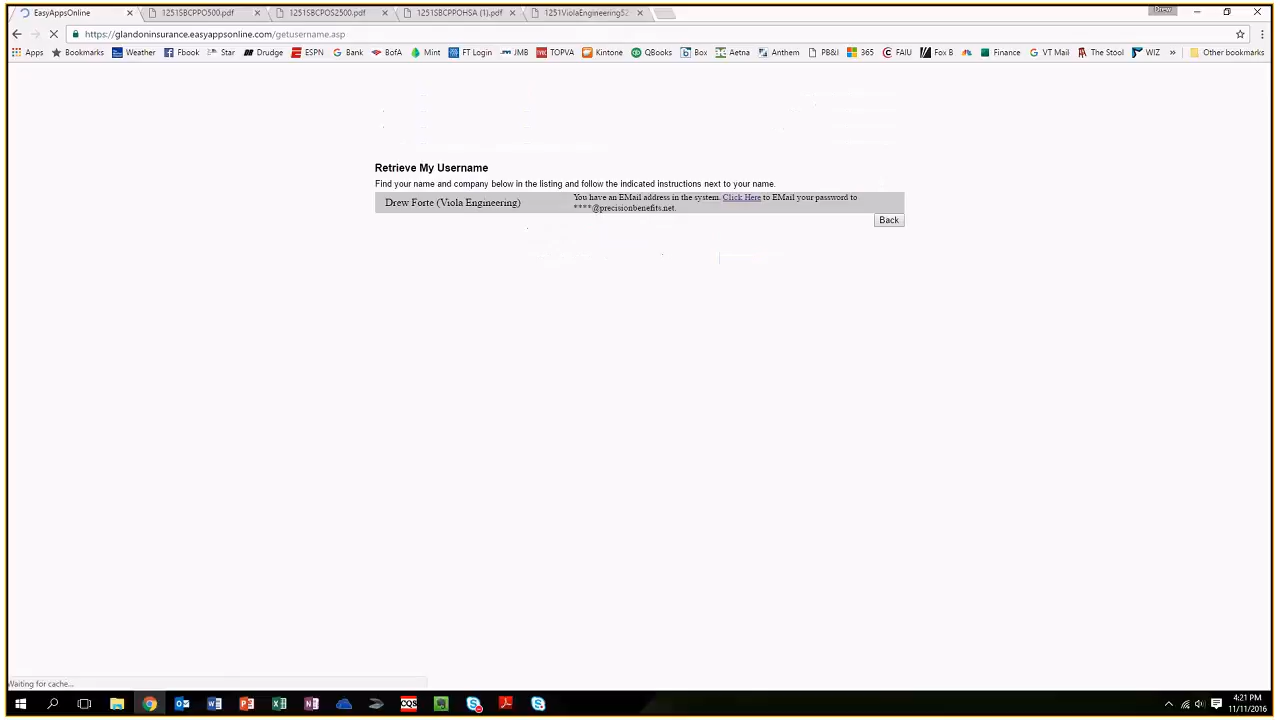 EasyAppsOnline
1251SBCPPO500.pdf
1251SBCPOS2500.pdf
1251SBCPPOHSA (1).pdf
1251ViolaEngineering52
Drew
https://glandoninsurance.easyappsonline.com/getusername.asp
Apps Bookmarks Weather Fbook Star Drudge ESPN Bank BofA Mint FT Login JMB TOPVA Kintone QBooks Box Aetna Anthem PB&I 365 FAIU Fox B Finance VT Mail The Stool WIZ » Other bookmarks
Retrieve My Username
Find your name and company below in the listing and follow the indicated instructions next to your name.
Drew Forte (Viola Engineering)
You have an EMail address in the system. Click Here to EMail your password to
****@precisionbenefits.net.
Back
Waiting for cache...
CQS
4:21 PM
11/11/2016